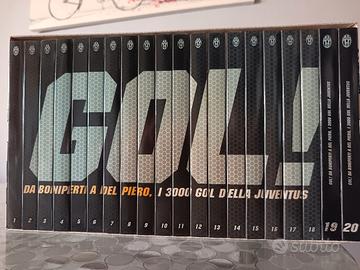 GOL!
DA BONIPERTI A DEL PIERO, I 3000 GOL DELLA JUVENTUS
1 2 3 4 5 6 7 8 9 10 11 12 13 14 15 16 17 18 19 20
subito